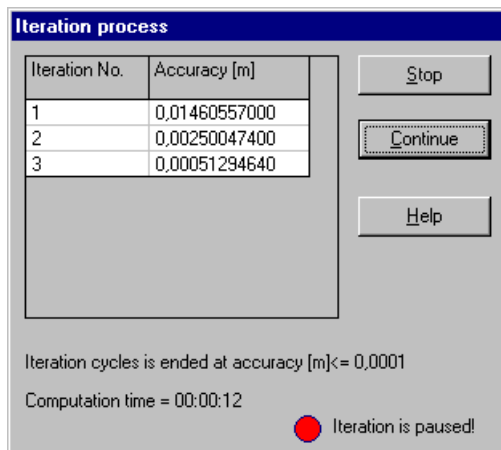 Iteration process
Iteration No. Accuracy [m]
1 0,01460557000
2 0,00250047400
3 0,00051294640
Stop
Continue
Help
Iteration cycles is ended at accuracy [m]<= 0,0001
Computation time = 00:00:12
Iteration is paused!